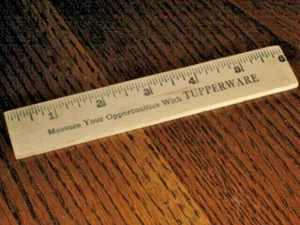 1 2 3 4 5 6
Measure Your Opportunities With TUPPERWARE